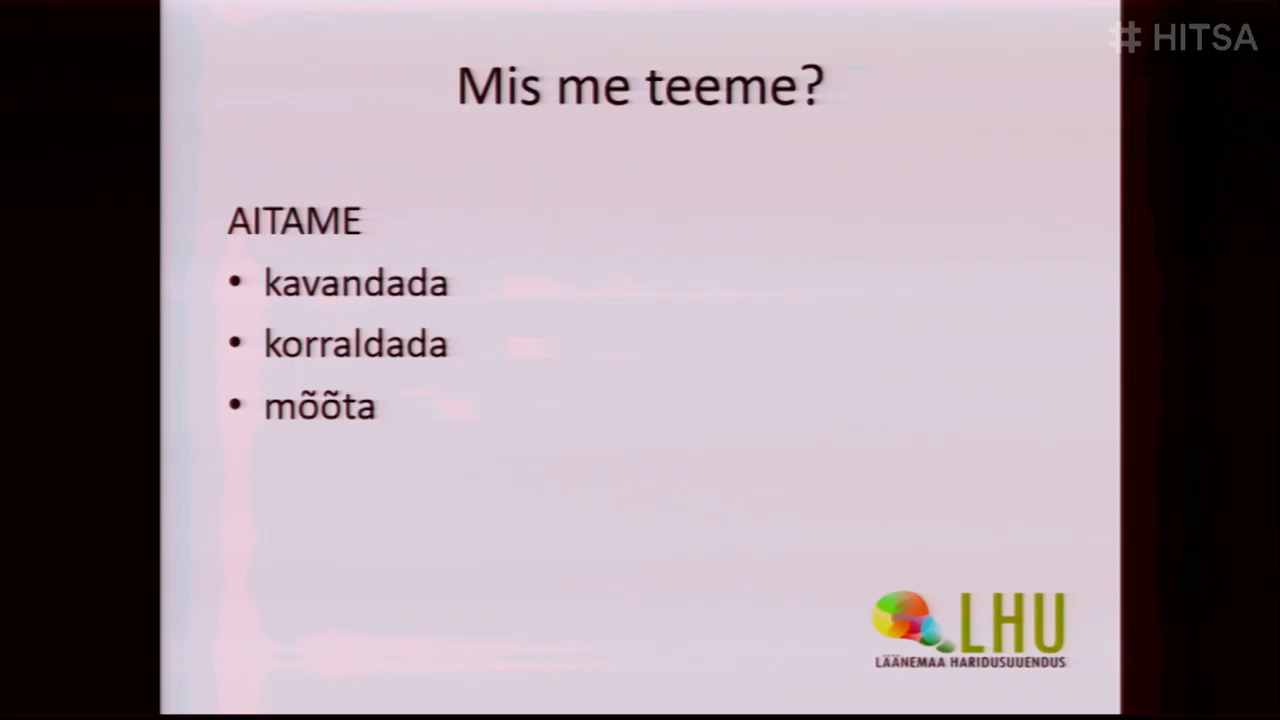 # HITSA
Mis me teeme?
AITAME
• kavandada
• korraldada
• mõõta
LHU
LÄÄNEMAA HARIDUSUUENDUS